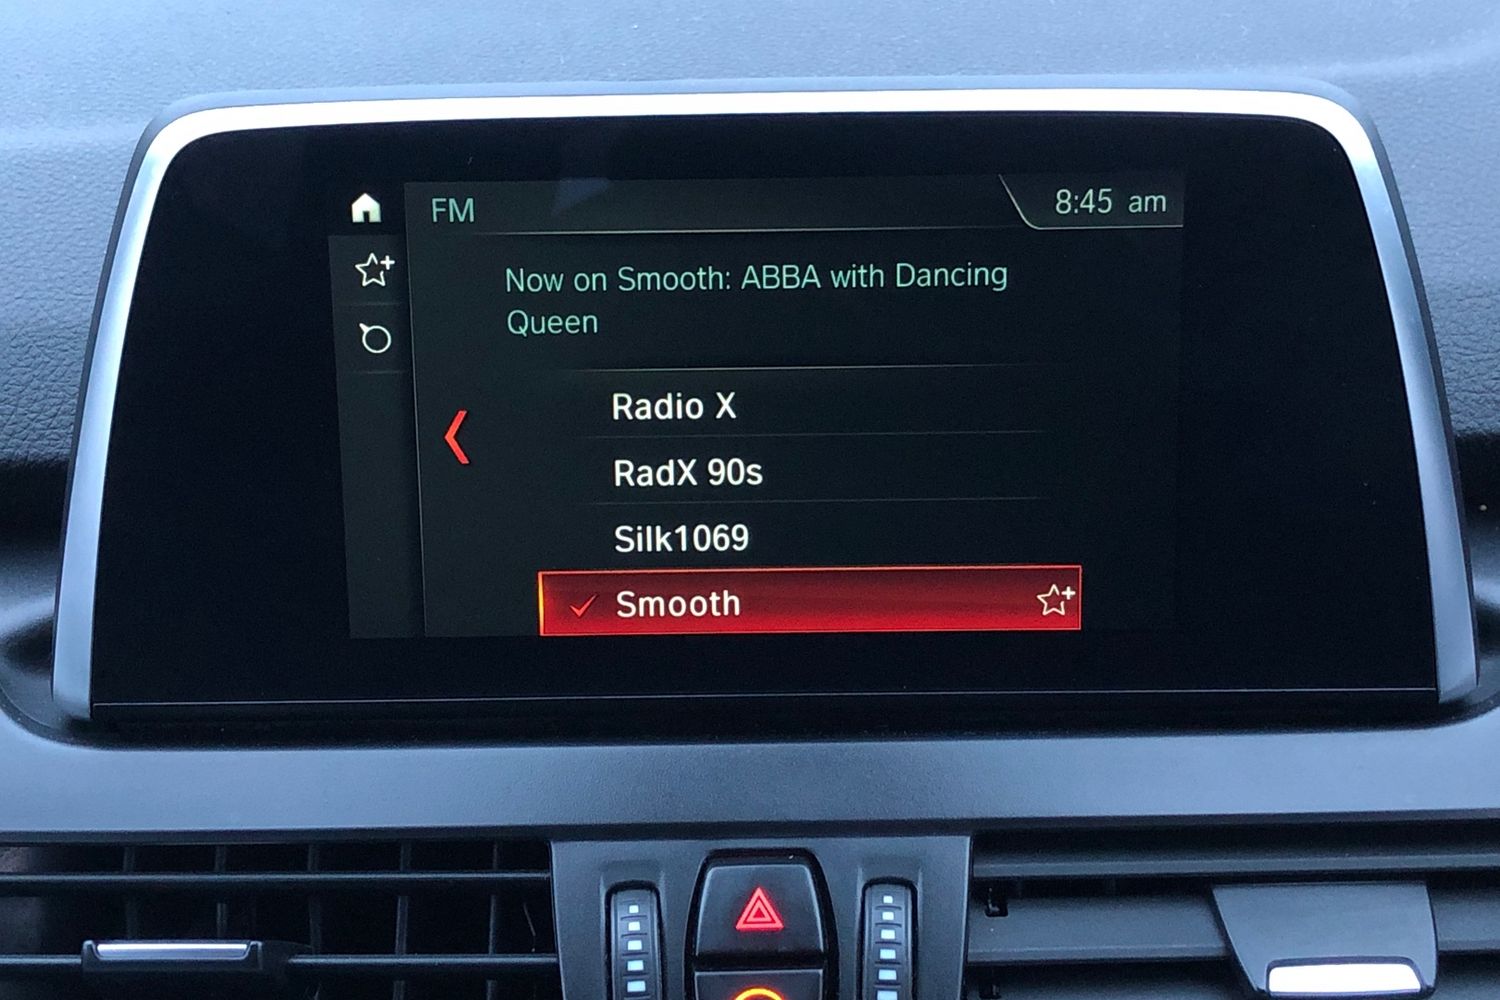 FM
8:45 am
Now on Smooth: ABBA with Dancing
Queen
Radio X
RadX 90s
Silk1069
Smooth